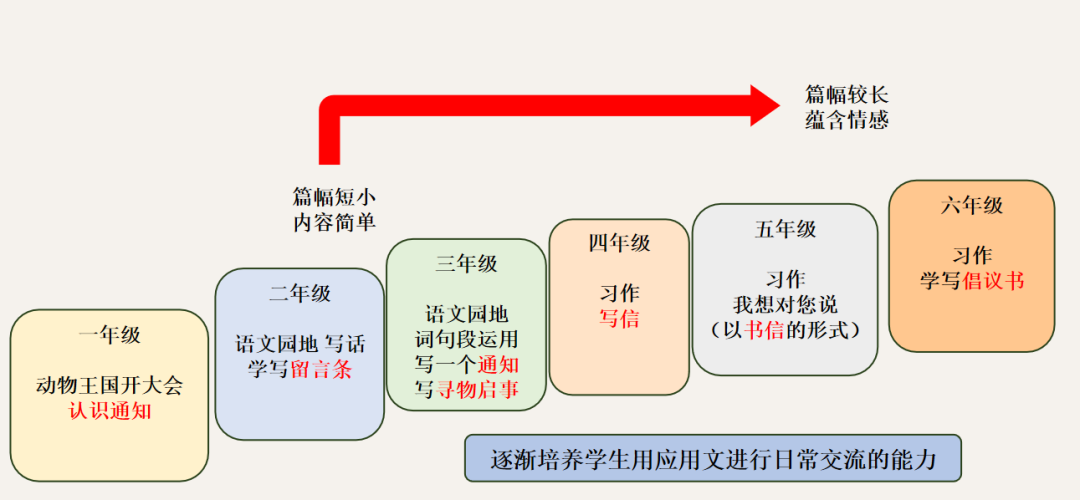 篇幅较长
蕴含情感
篇幅短小
内容简单
一年级
动物王国开大会
认识通知
二年级
语文园地 写话
学写留言条
三年级
语文园地
词句段运用
写一个通知
写寻物启事
四年级
习作
写信
五年级
习作
我想对您说
（以书信的形式）
六年级
习作
学写倡议书
逐渐培养学生用应用文进行日常交流的能力